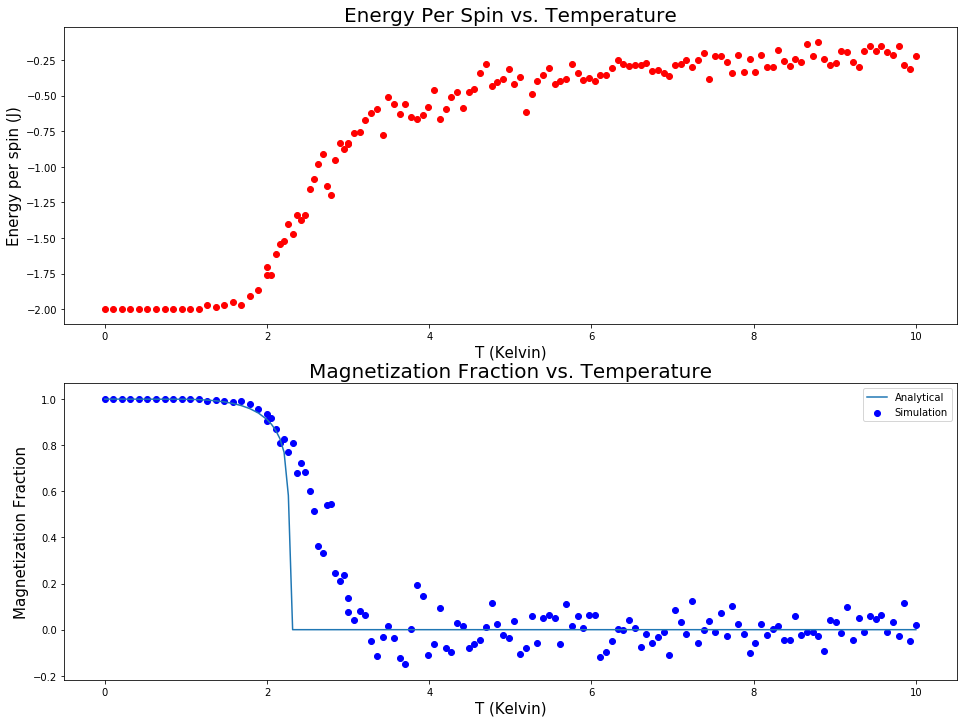 Energy Per Spin vs. Temperature
Energy per spin (J)
−0.25
−0.50
−0.75
−1.00
−1.25
−1.50
−1.75
−2.00
0 2 4 6 8 10
T (Kelvin)
Magnetization Fraction vs. Temperature
Magnetization Fraction
1.0
0.8
0.6
0.4
0.2
0.0
−0.2
Analytical
Simulation
0 2 4 6 8 10
T (Kelvin)